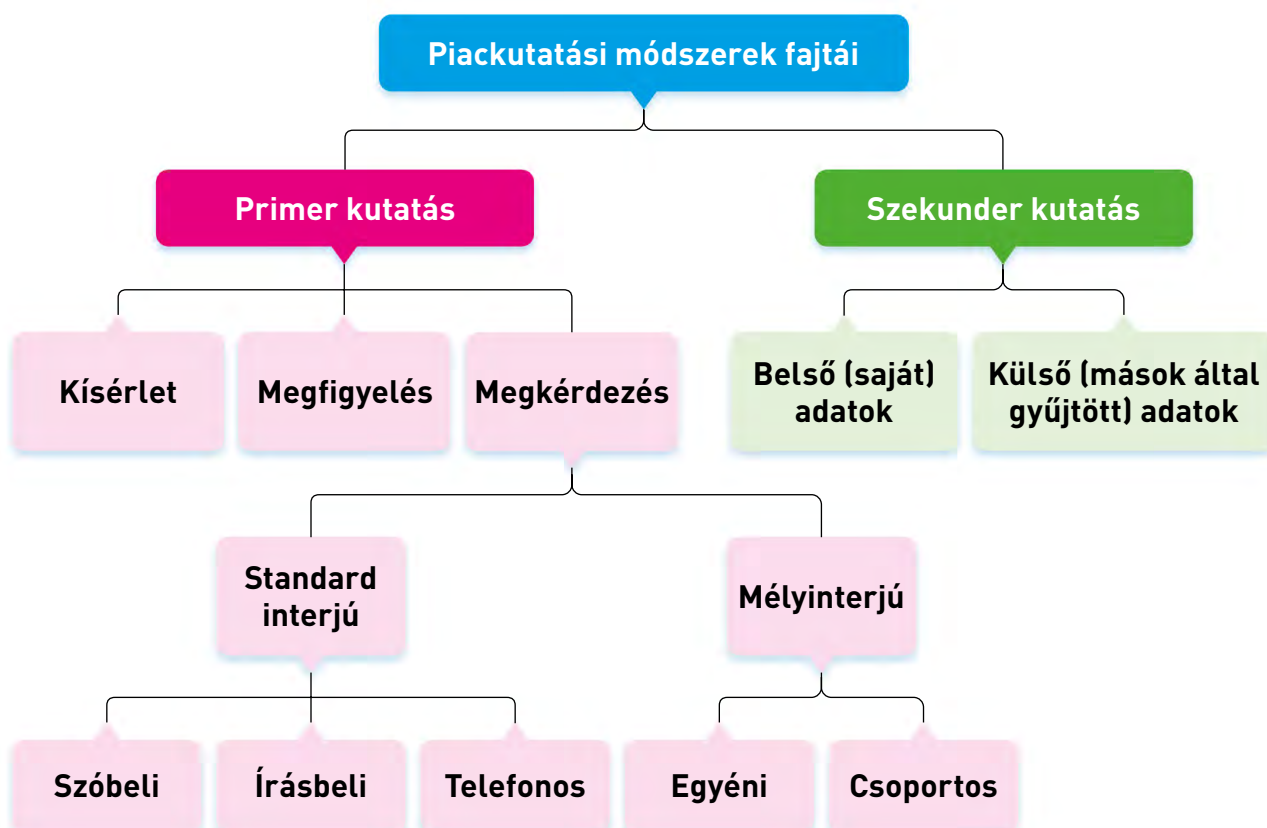 Piackutatási módszerek fajtái
Primer kutatás
Szekunder kutatás
Kísérlet
Megfigyelés
Megkérdezés
Belső (saját)
adatok
Külső (mások által
gyűjtött) adatok
Standard
interjú
Mélyinterjú
Szóbeli
Írásbeli
Telefonos
Egyéni
Csoportos